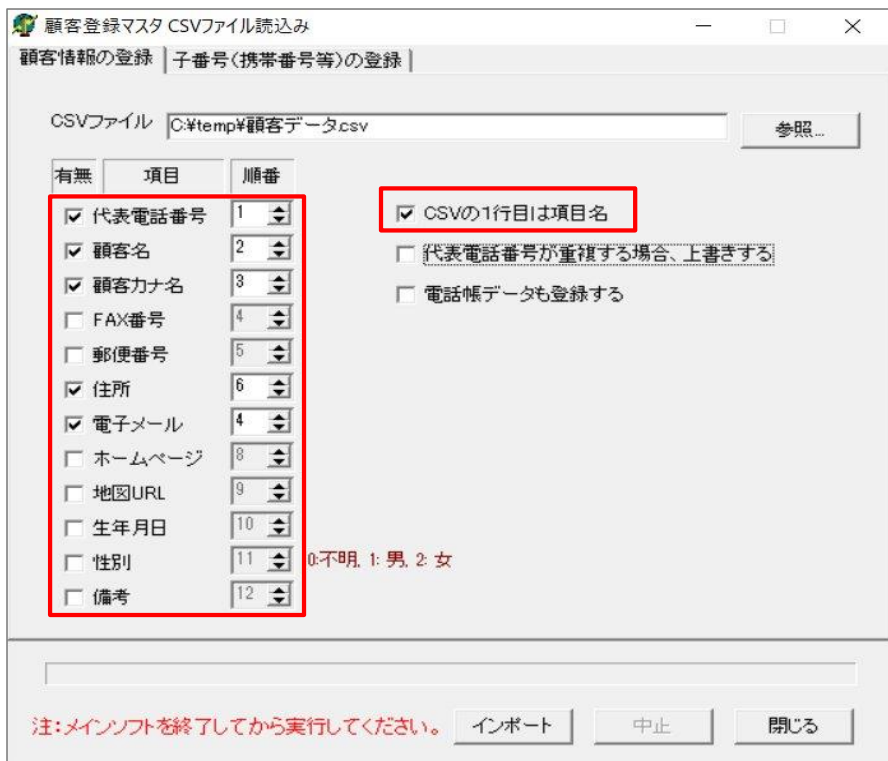 顧客登録マスタ CSVファイル読込み
顧客情報の登録 子番号(携帯番号等)の登録
CSVファイル C:¥temp¥顧客データ.csv 参照...
有無 項目 順番
代表電話番号 1
顧客名 2
顧客カナ名 3
FAX番号 4
郵便番号 5
住所 6
電子メール 4
ホームページ 8
地図URL 9
生年月日 10
性別 11 0:不明, 1: 男, 2: 女
備考 12
CSVの1行目は項目名
代表電話番号が重複する場合、上書きする
電話帳データも登録する
注:メインソフトを終了してから実行してください。 インポート 中止 閉じる